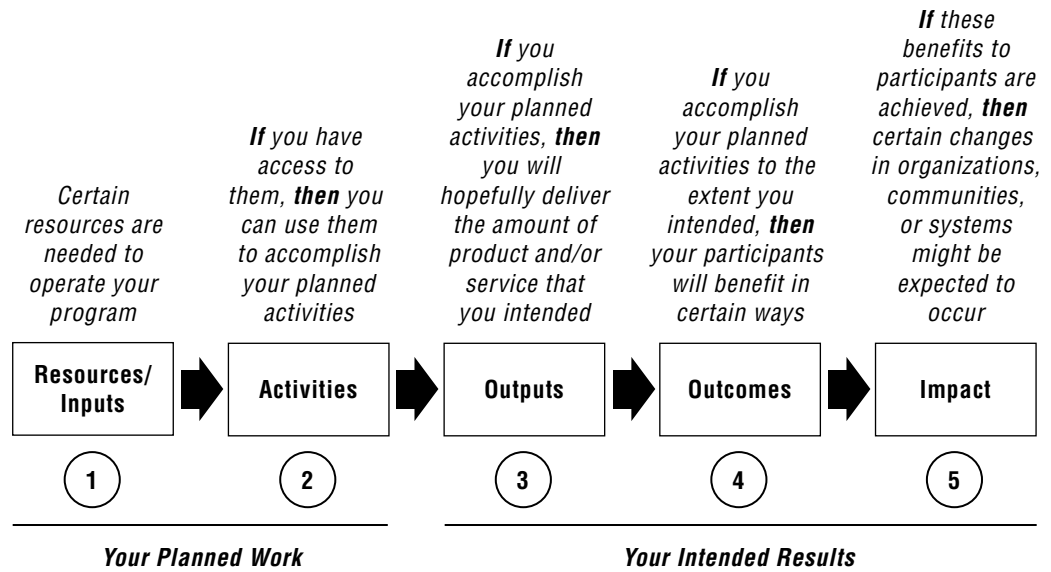 Certain
resources are
needed to
operate your
program
If you have
access to
them, then you
can use them
to accomplish
your planned
activities
If you
accomplish
your planned
activities, then
you will
hopefully deliver
the amount of
product and/or
service that
you intended
If you
accomplish
your planned
activities to the
extent you
intended, then
your participants
will benefit in
certain ways
If these
benefits to
participants are
achieved, then
certain changes
in organizations,
communities,
or systems
might be
expected to
occur
Resources/
Inputs
Activities
Outputs
Outcomes
Impact
1
2
3
4
5
Your Planned Work
Your Intended Results